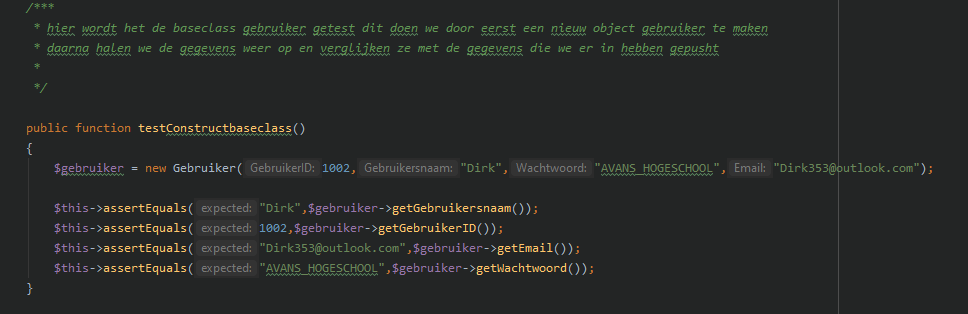 /***
* hier wordt het de baseclass gebruiker getest dit doen we door eerst een nieuw object gebruiker te maken
* daarna halen we de gegevens weer op en verglijken ze met de gegevens die we er in hebben gepusht
*
*/
public function testConstructbaseclass()
{
$gebruiker = new Gebruiker( GebruikerID: 1002, Gebruikersnaam: "Dirk", Wachtwoord: "AVANS_HOGESCHOOL", Email: "Dirk353@outlook.com");
$this->assertEquals( expected: "Dirk",$gebruiker->getGebruikersnaam());
$this->assertEquals( expected: 1002,$gebruiker->getGebruikerID());
$this->assertEquals( expected: "Dirk353@outlook.com",$gebruiker->getEmail());
$this->assertEquals( expected: "AVANS_HOGESCHOOL",$gebruiker->getWachtwoord());
}